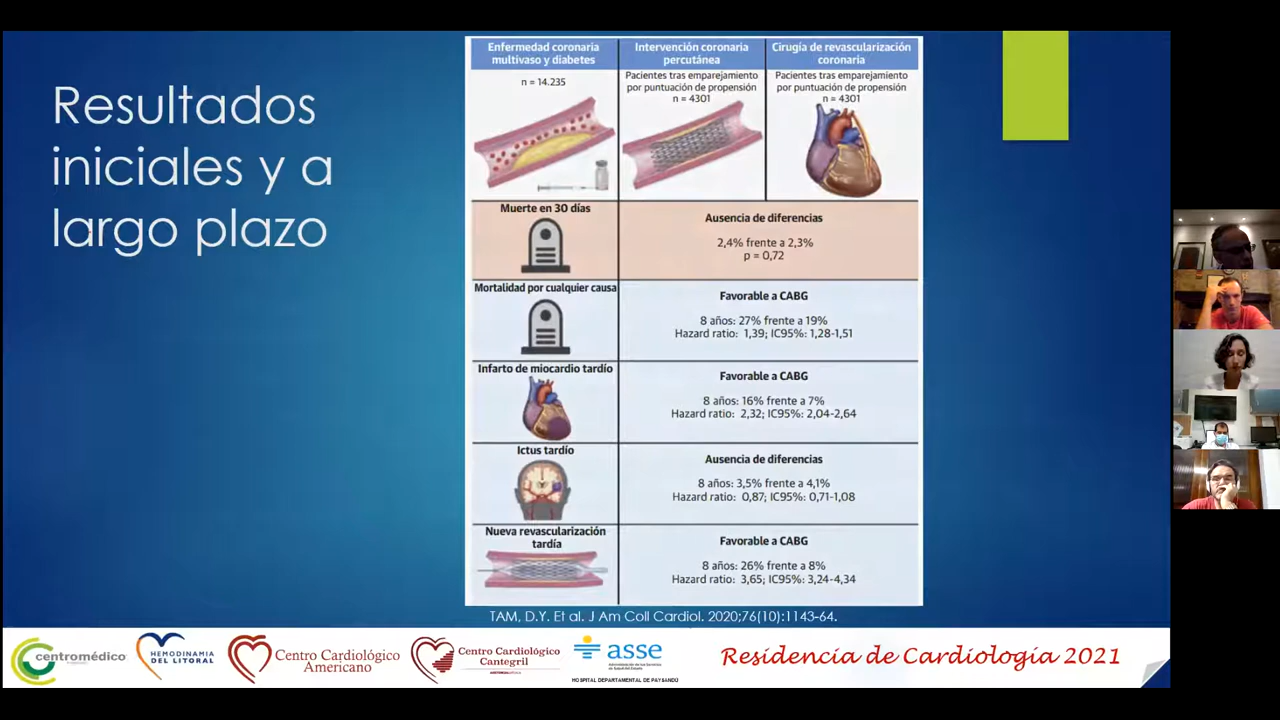 Resultados
iniciales y a
largo plazo
Enfermedad coronaria
multivaso y diabetes
n = 14.235
Intervención coronaria
percutánea
Pacientes tras emparejamiento
por puntuación de propensión
n = 4301
Cirugía de revascularización
coronaria
Pacientes tras emparejamiento
por puntuación de propensión
n = 4301
Muerte en 30 días
Ausencia de diferencias
2,4% frente a 2,3%
p = 0,72
Mortalidad por cualquier causa
Favorable a CABG
8 años: 27% frente a 19%
Hazard ratio: 1,39; IC95%: 1,28-1,51
Infarto de miocardio tardío
Favorable a CABG
8 años: 16% frente a 7%
Hazard ratio: 2,32; IC95%: 2,04-2,64
Ictus tardío
Ausencia de diferencias
8 años: 3,5% frente a 4,1%
Hazard ratio: 0,87; IC95%: 0,71-1,08
Nueva revascularización
tardía
Favorable a CABG
8 años: 26% frente a 8%
Hazard ratio: 3,65; IC95%: 3,24-4,34
TAM, D.Y. Et al. J Am Coll Cardiol. 2020;76(10):1143-64.
centromédico
HEMODINAMIA
DEL LITORAL
Centro Cardiológico
Americano
Centro Cardiológico
Cantegril
asse
Administración de los Servicios
de Salud del Estado
HOSPITAL DEPARTAMENTAL DE PAYSANDÚ
Residencia de Cardiología 2021